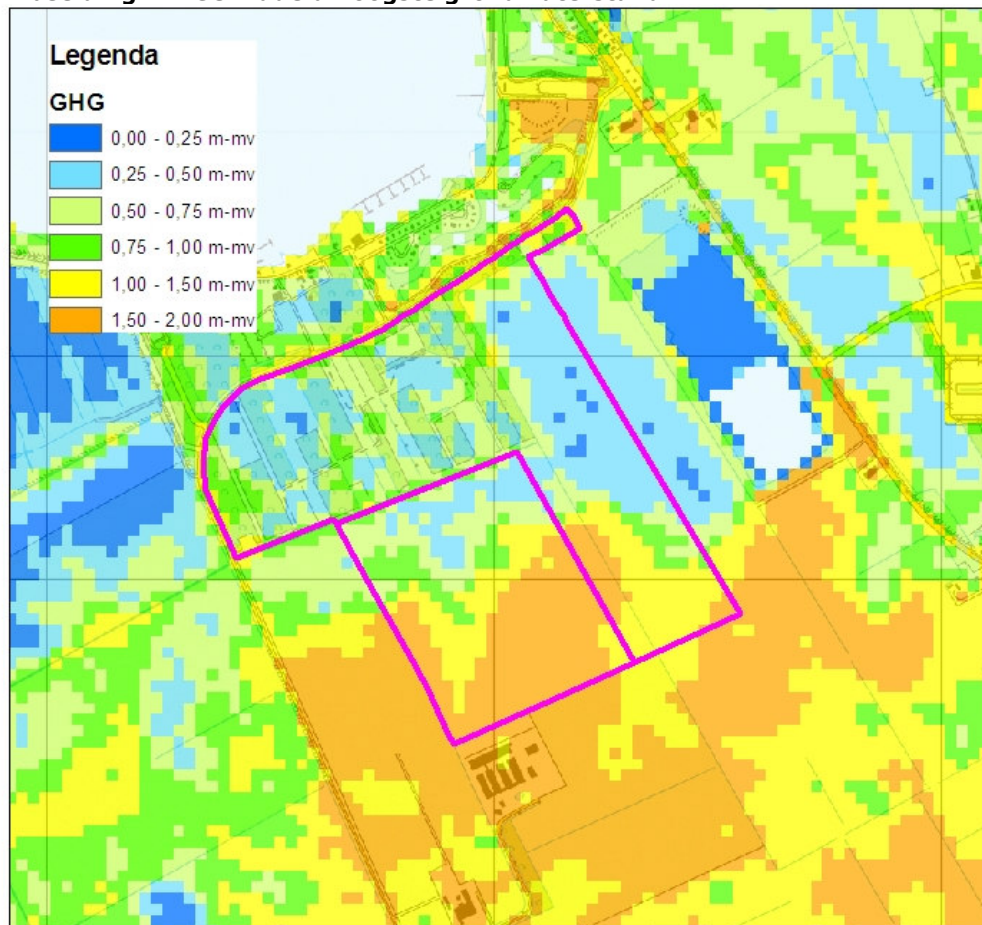 Legenda
GHG
0,00 - 0,25 m-mv
0,25 - 0,50 m-mv
0,50 - 0,75 m-mv
0,75 - 1,00 m-mv
1,00 - 1,50 m-mv
1,50 - 2,00 m-mv